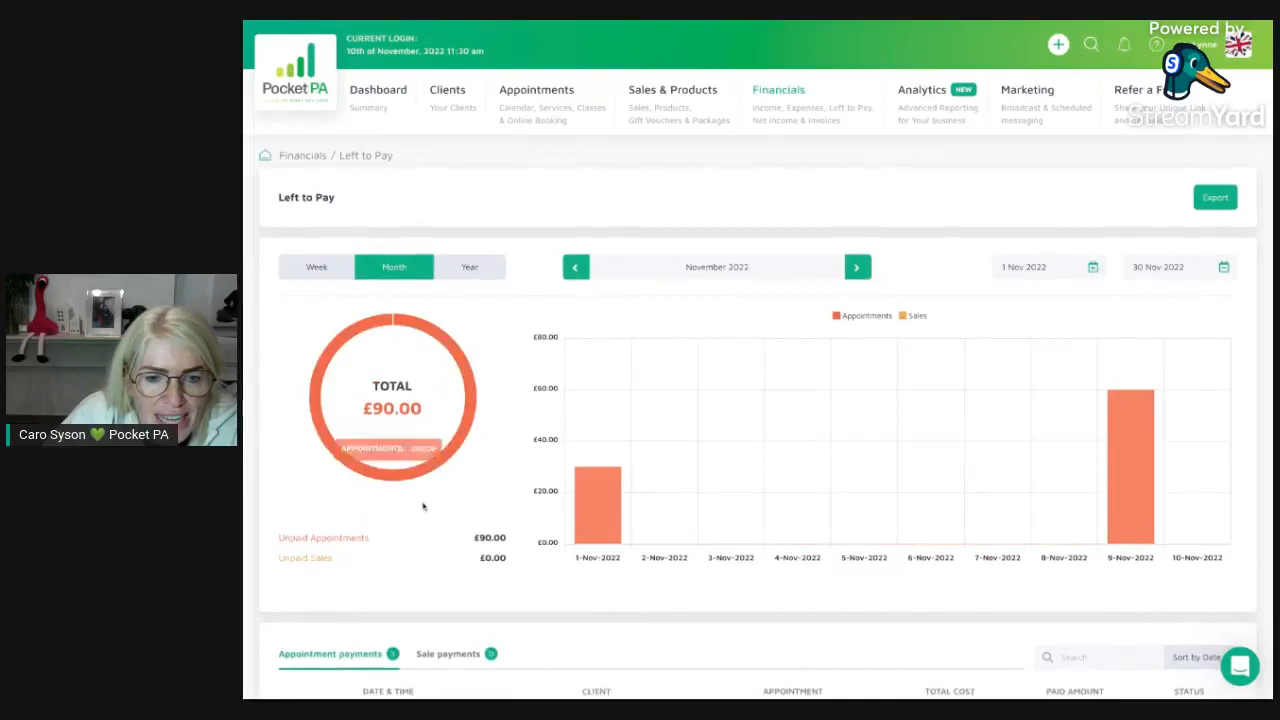 CURRENT LOGIN:
10th of November, 2022 11:30 am
Powered by
StreamYard
Pocket PA
Dashboard
Summary
Clients
Your Clients
Appointments
Calendar, Services, Classes
& Online Booking
Sales & Products
Sales, Products,
Gift Vouchers & Packages
Financials
Income, Expenses, Left to Pay,
Net Income & Invoices
Analytics NEW
Advanced Reporting
for Your business
Marketing
Broadcast & Scheduled
messaging
Refer a
Your Unique Link
Financials / Left to Pay
Left to Pay
Export
Week
Month
Year
November 2022
1 Nov 2022
30 Nov 2022
Appointments
Sales
TOTAL
£90.00
£80.00
£60.00
£40.00
£20.00
£0.00
1-Nov-2022
2-Nov-2022
3-Nov-2022
4-Nov-2022
5-Nov-2022
6-Nov-2022
7-Nov-2022
8-Nov-2022
9-Nov-2022
10-Nov-2022
Unpaid Appointments £90.00
Unpaid Sales £0.00
Caro Syson 💚 Pocket PA
Appointment payments
Sale payments
Search
Sort by Date
DATE & TIME
CLIENT
APPOINTMENT
TOTAL COST
PAID AMOUNT
STATUS